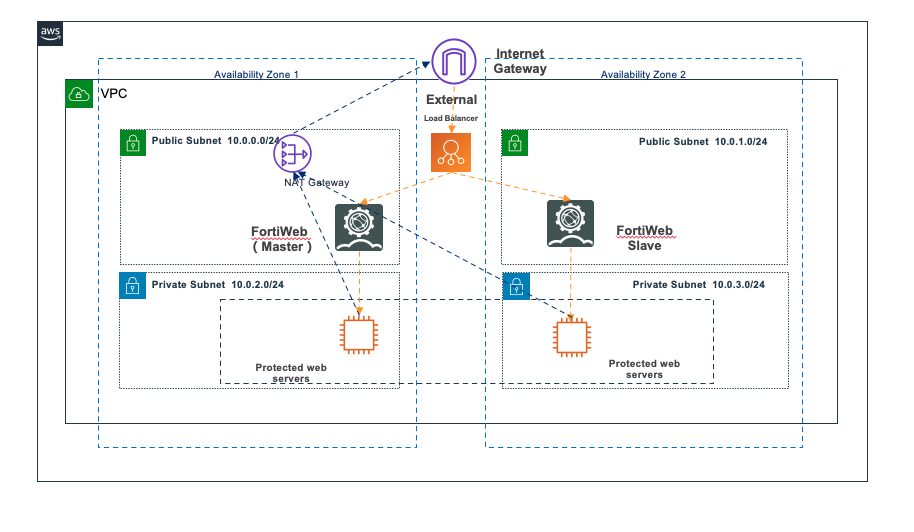 aws
Internet
Gateway
Availability Zone 1
Availability Zone 2
VPC
External
Load Balancer
Public Subnet 10.0.0.0/24
Public Subnet 10.0.1.0/24
NAT Gateway
FortiWeb
( Master )
FortiWeb
Slave
Private Subnet 10.0.2.0/24
Private Subnet 10.0.3.0/24
Protected web
servers
Protected web
servers